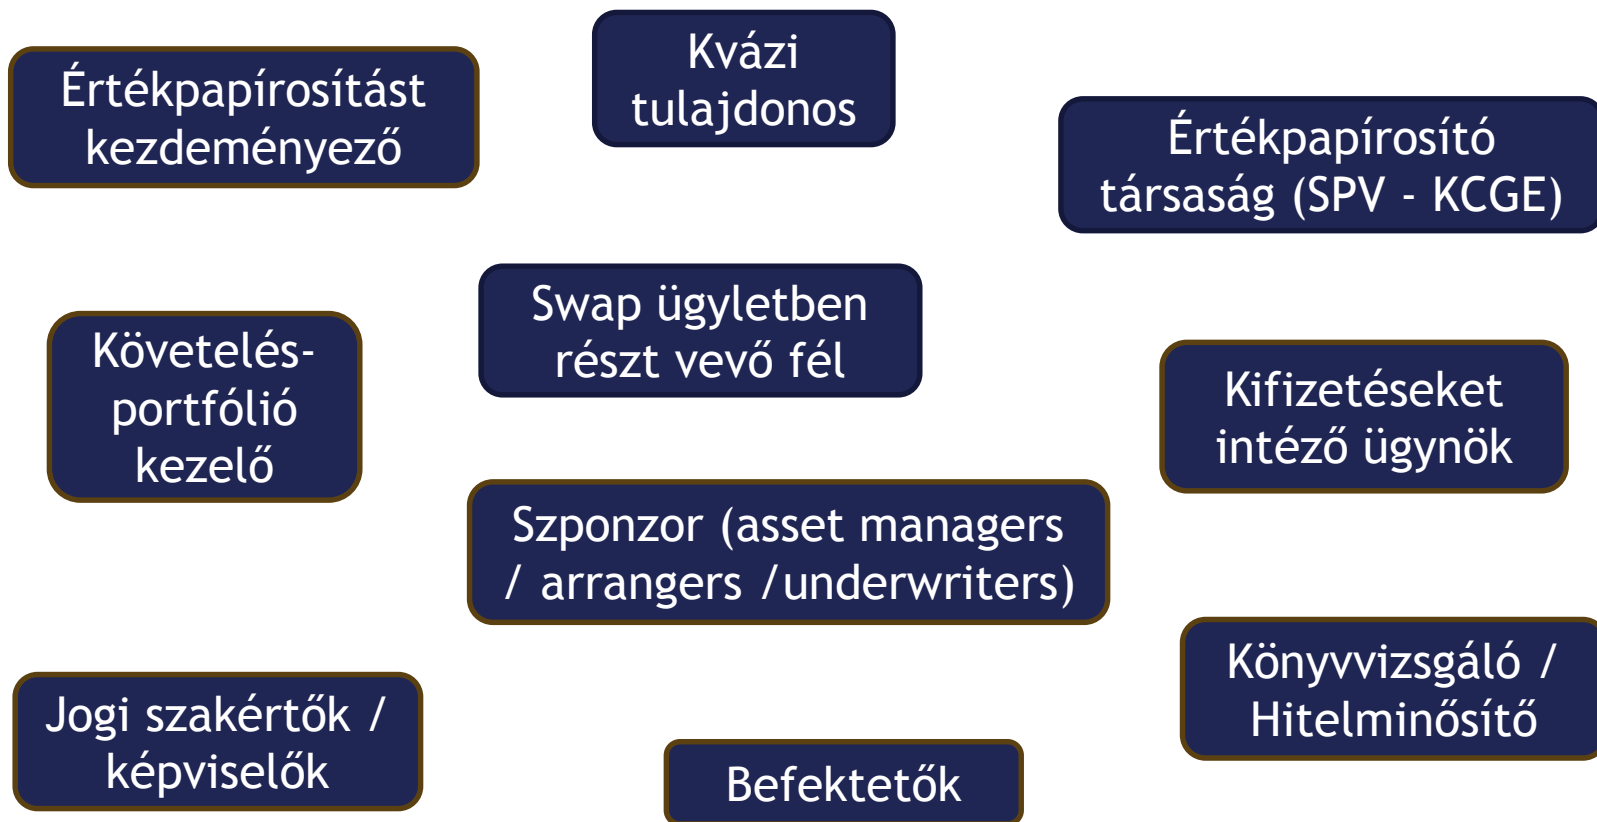 Kvázi
tulajdonos
Értékpapírosítást
kezdeményező
Értékpapírosító
társaság (SPV - KCGE)
Swap ügyletben
részt vevő fél
Követelés-
portfólió
kezelő
Kifizetéseket
intéző ügynök
Szponzor (asset managers
/ arrangers /underwriters)
Könyvvizsgáló /
Hitelminősítő
Jogi szakértők /
képviselők
Befektetők